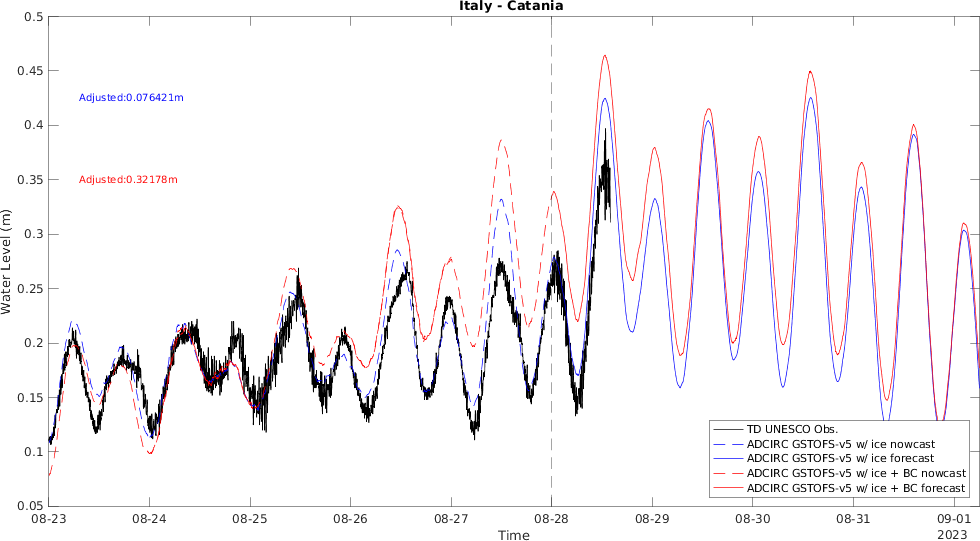 Italy - Catania
0.5
0.45
0.4
0.35
0.3
0.25
0.2
0.15
0.1
0.05
Water Level (m)
Adjusted:0.076421m
Adjusted:0.32178m
TD UNESCO Obs.
ADCIRC GSTOFS-v5 w/ ice nowcast
ADCIRC GSTOFS-v5 w/ ice forecast
ADCIRC GSTOFS-v5 w/ ice + BC nowcast
ADCIRC GSTOFS-v5 w/ ice + BC forecast
08-23 08-24 08-25 08-26 08-27 08-28 08-29 08-30 08-31 09-01
2023
Time